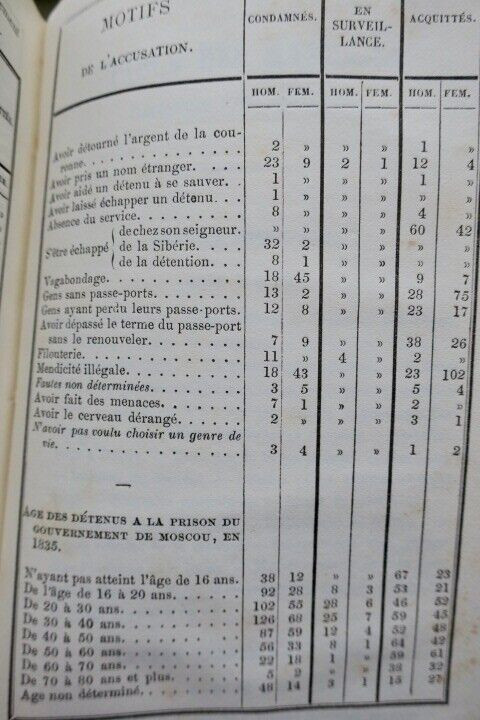 MOTIFS
DE L'ACCUSATION.
CONDAMNÉS.
EN SURVEIL-LANCE.
ACQUITTÉS.
HOM. FEM. HOM. FEM. HOM. FEM.
Avoir détourné l'argent de la cou-
ronne. 2 » » » 1 »
Avoir pris un nom étranger. 23 9 2 1 12 4
Avoir aidé un détenu à se sauver. 1 » » » 1 »
Avoir laissé échapper un détenu. 1 » » » » »
Absence du service. 8 » » » 4 »
S'être échappé de chez son seigneur. » » » » 60 42
de la Sibérie. 32 2 » » » »
de la détention. 8 1 » » » »
Vagabondage. 18 45 » » 9 7
Gens sans passe-ports. 13 2 » » 28 75
Gens ayant perdu leurs passe-ports. 12 8 » » 23 17
Avoir dépassé le terme du passe-port
sans le renouveler. 7 9 » » 38 26
Filouterie. 11 » 4 » 2 »
Mendicité illégale. 18 43 » » 23 102
Fautes non déterminées. 3 5 » » 5 4
Avoir fait des menaces. 7 1 » » 2 »
Avoir le cerveau dérangé. 2 » » » 3 1
N'avoir pas voulu choisir un genre de
vie. 3 4 » » 1 2
AGE DES DÉTENUS A LA PRISON DU
GOUVERNEMENT DE MOSCOU, EN
1835.
N'ayant pas atteint l'âge de 16 ans. 38 12 » » 67 23
De l'âge de 16 à 20 ans. 92 28 8 3 53 21
De 20 à 30 ans. 102 55 28 6 46 52
De 30 à 40 ans. 126 68 25 7 59 45
De 40 à 50 ans. 87 59 12 4 52 48
De 50 à 60 ans. 56 33 8 1 64 42
De 60 à 70 ans. 22 18 1 » 59 61
De 70 à 80 ans et plus. 5 2 » » 32
Age non déterminé. 48 14 3 1 15